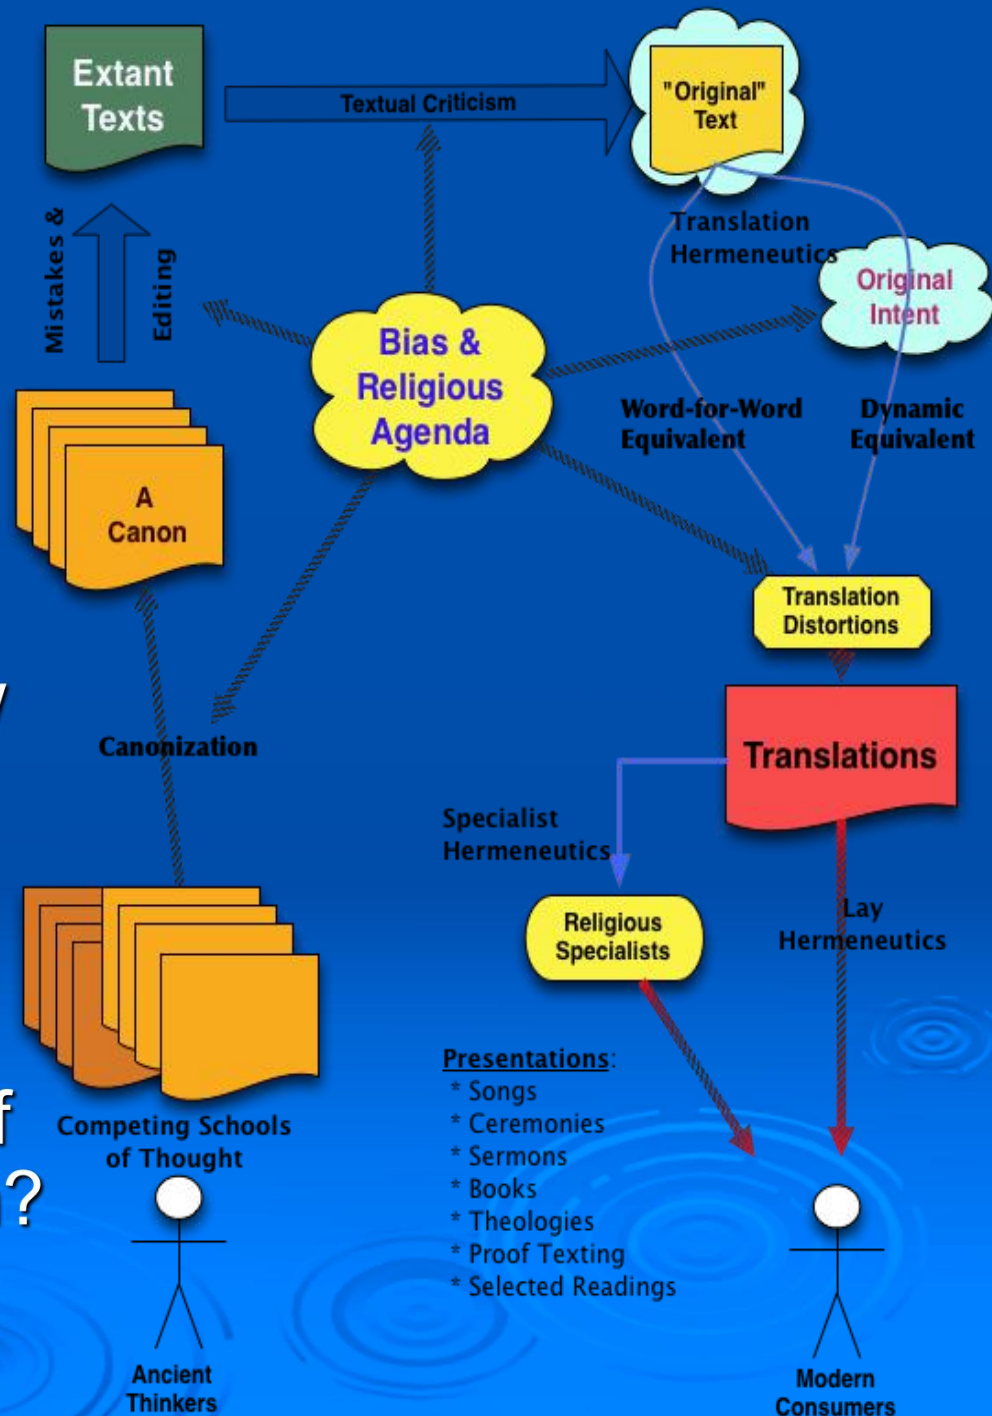 Extant
Texts
Textual Criticism
"Original"
Text
Translation
Hermeneutics
Original
Intent
Mistakes &
Editing
Bias &
Religious
Agenda
Word-for-Word
Equivalent
Dynamic
Equivalent
A
Canon
Translation
Distortions
Canonization
Translations
Specialist
Hermeneutics
Religious
Specialists
Lay
Hermeneutics
Presentations:
* Songs
* Ceremonies
* Sermons
* Books
* Theologies
* Proof Texting
* Selected Readings
Competing Schools
of Thought
Ancient
Thinkers
Modern
Consumers